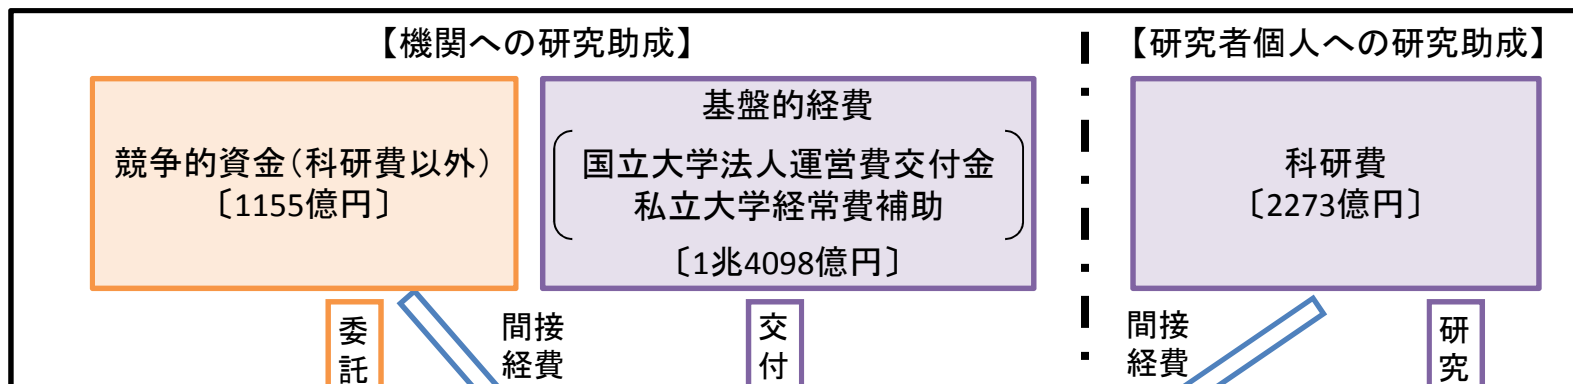 【機関への研究助成】
競争的資金（科研費以外）
〔1155億円〕
基盤的経費
国立大学法人運営費交付金
私立大学経常費補助
〔1兆4098億円〕
委託
間接
経費
交付
【研究者個人への研究助成】
科研費
〔2273億円〕
間接
経費
研究